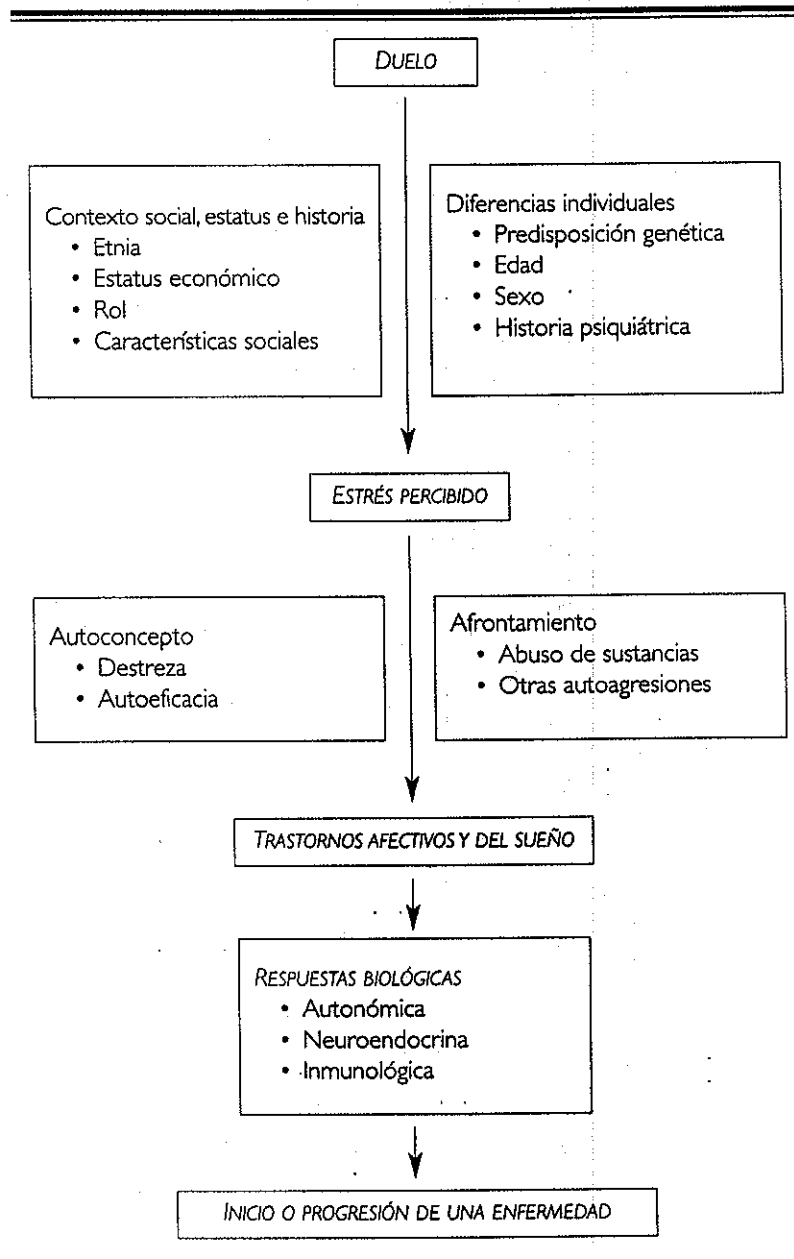 DUELO
Contexto social, estatus e historia
• Etnia
• Estatus económico
• Rol
• Características sociales
Diferencias individuales
• Predisposición genética
• Edad
• Sexo
• Historia psiquiátrica
ESTRÉS PERCIBIDO
Autoconcepto
• Destreza
• Autoeficacia
Afrontamiento
• Abuso de sustancias
• Otras autoagresiones
TRASTORNOS AFECTIVOS Y DEL SUEÑO
RESPUESTAS BIOLÓGICAS
• Autonómica
• Neuroendocrina
• Inmunológica
INICIO O PROGRESIÓN DE UNA ENFERMEDAD